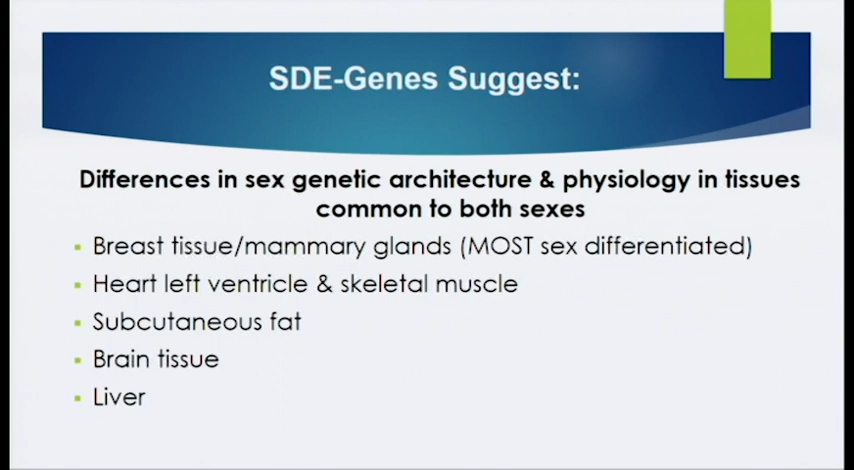 SDE-Genes Suggest:
Differences in sex genetic architecture & physiology in tissues
common to both sexes
Breast tissue/mammary glands (MOST sex differentiated)
Heart left ventricle & skeletal muscle
Subcutaneous fat
Brain tissue
Liver